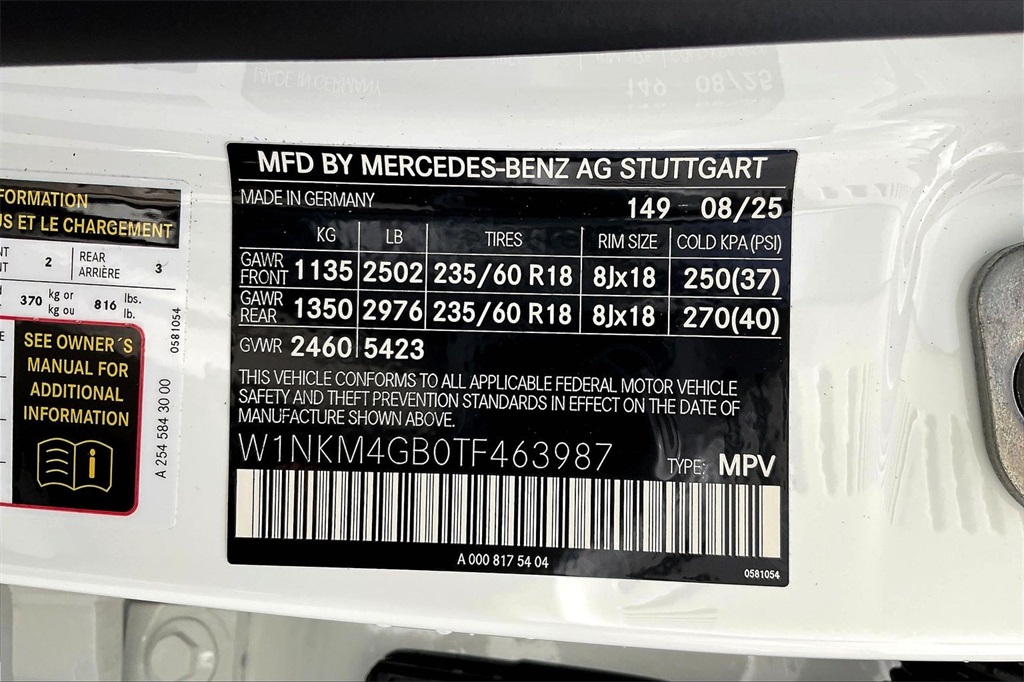 MFD BY MERCEDES-BENZ AG STUTTGART
MADE IN GERMANY 149 08/25
KG LB TIRES RIM SIZE COLD KPA (PSI)
GAWR FRONT 1135 2502 235/60 R18 8Jx18 250(37)
GAWR REAR 1350 2976 235/60 R18 8Jx18 270(40)
GVWR 2460 5423
THIS VEHICLE CONFORMS TO ALL APPLICABLE FEDERAL MOTOR VEHICLE
SAFETY AND THEFT PREVENTION STANDARDS IN EFFECT ON THE DATE OF
MANUFACTURE SHOWN ABOVE.
W1NKM4GB0TF463987 TYPE: MPV
A 000 817 54 04
0581054
ET LE CHARGEMENT
2 REAR ARRIÈRE 3
370 kg or kg ou 816 lbs. lb.
SEE OWNER´S
MANUAL FOR
ADDITIONAL
INFORMATION
i
A 254 584 30 00
0581054